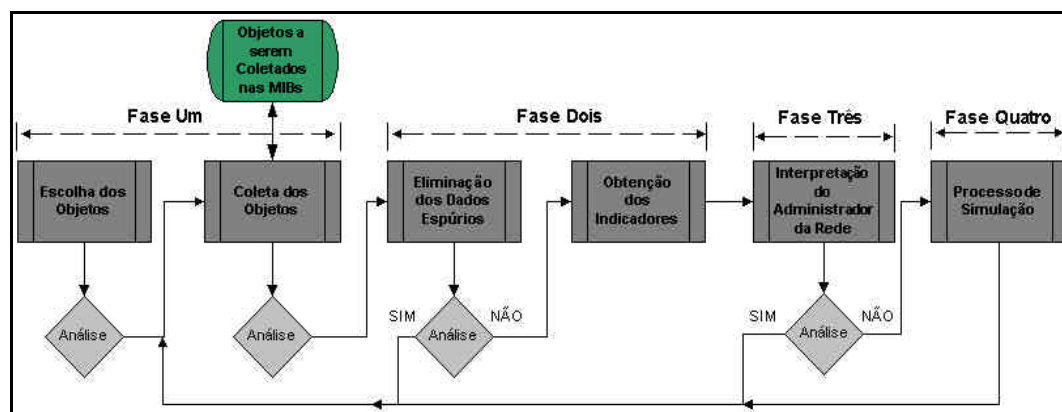 Objetos a
serem
Coletados
nas MIBs
Fase Um
Fase Dois
Fase Três
Fase Quatro
Escolha dos
Objetos
Coleta dos
Objetos
Eliminação
dos Dados
Espúrios
Obtenção
dos
Indicadores
Interpretação
do
Administrador
da Rede
Processo de
Simulação
Análise
Análise
SIM
Análise
NÃO
SIM
Análise
NÃO